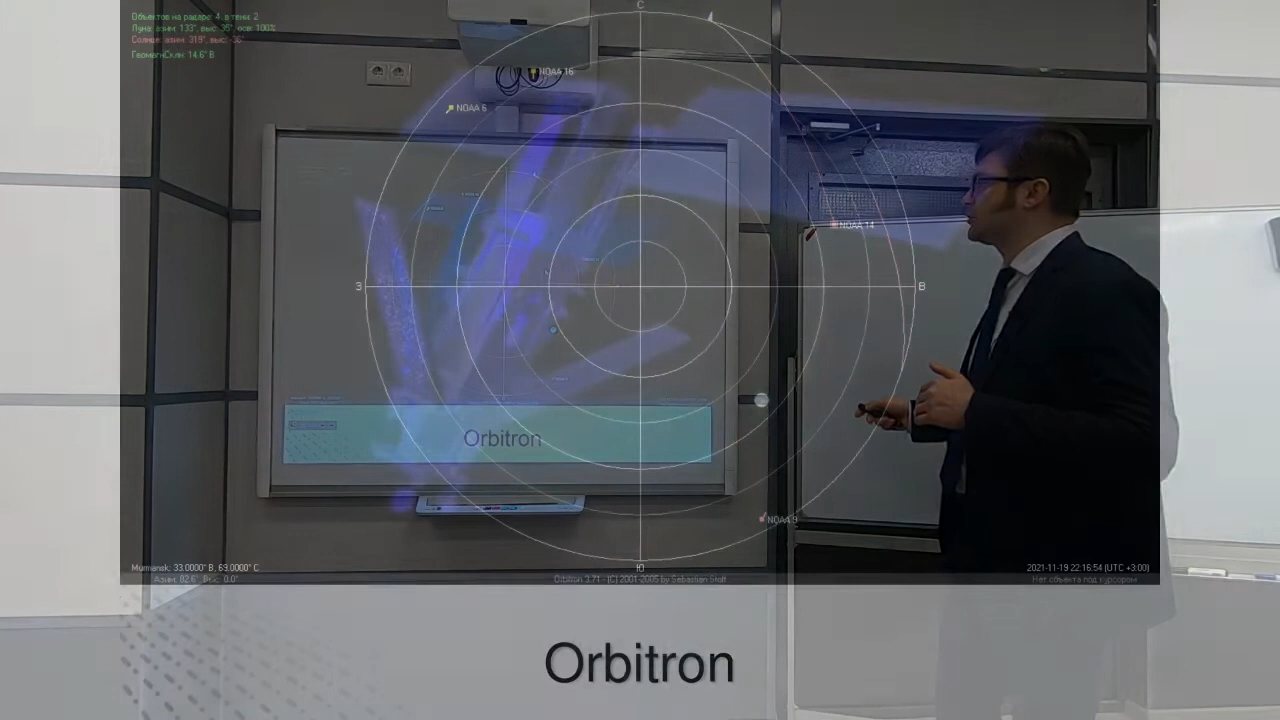 Объектов на радаре: 4, в тени: 2
Луна: азим: 133°, выс: 35°, осв: 100%
Солнце: азим: 319°, выс: -36°
ГеомагнСклн: 14.6° В
С
NOAA 16
NOAA 6
NOAA 14
З
В
NOAA 9
Ю
Orbitron
Murmansk: 33.0000° В, 69.0000° С
2021-11-19 22:16:54 (UTC +3:00)
Азим: 82.6° Выс: 0.0°
Orbitron 3.71 - (C) 2001-2005 by Sebastian Stoff
Нет объекта под курсором
Orbitron